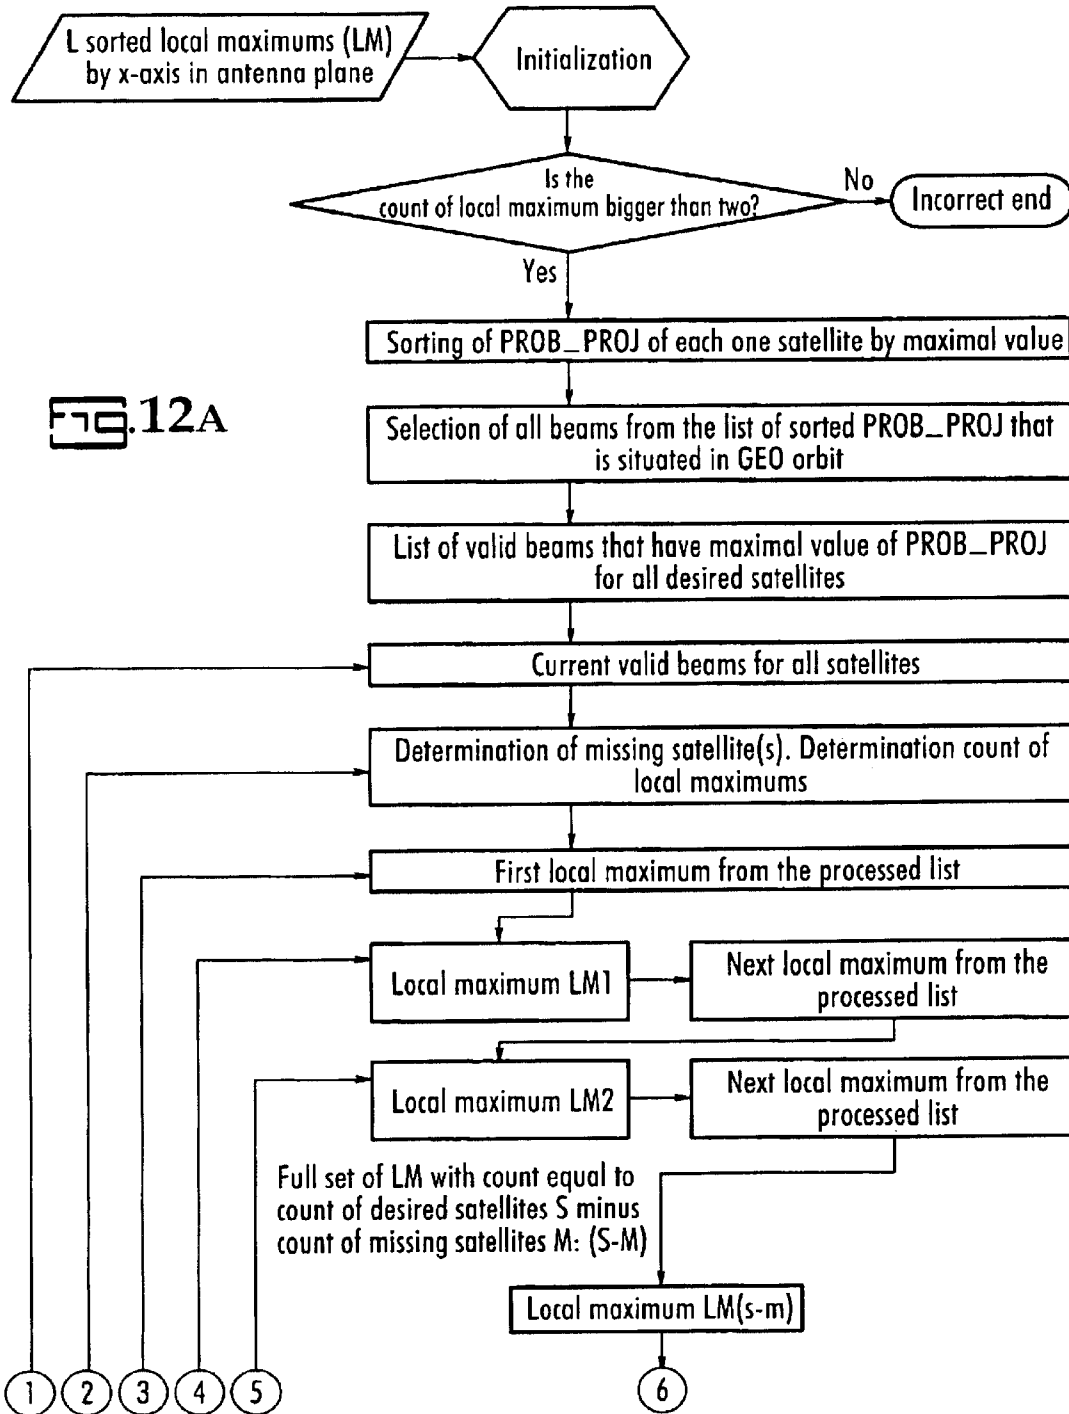 L sorted local maximums (LM)
by x-axis in antenna plane
Initialization
Is the
count of local maximum bigger than two?
No
Incorrect end
Yes
Sorting of PROB_PROJ of each one satellite by maximal value
FIG.12A
Selection of all beams from the list of sorted PROB_PROJ that
is situated in GEO orbit
List of valid beams that have maximal value of PROB_PROJ
for all desired satellites
Current valid beams for all satellites
Determination of missing satellite(s). Determination count of
local maximums
First local maximum from the processed list
Local maximum LM1
Next local maximum from the
processed list
Local maximum LM2
Next local maximum from the
processed list
Full set of LM with count equal to
count of desired satellites S minus
count of missing satellites M: (S-M)
Local maximum LM(s-m)
1 2 3 4 5 6